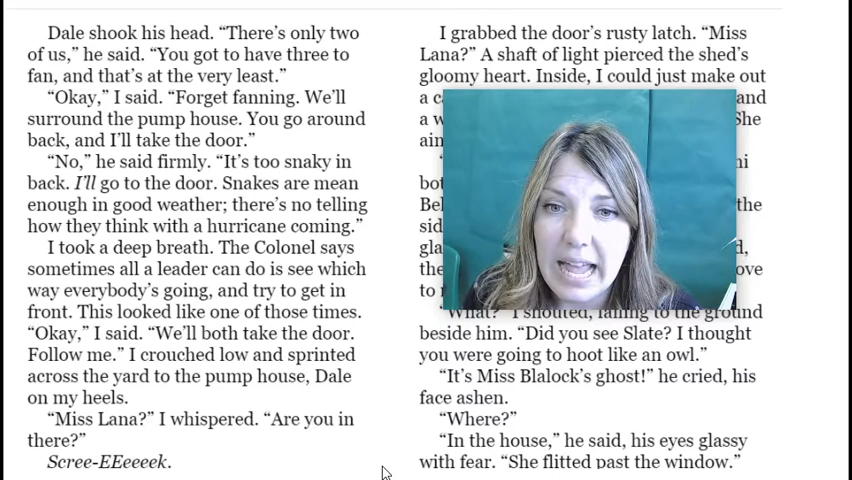 Dale shook his head. “There’s only two
of us,” he said. “You got to have three to
fan, and that’s at the very least.”
“Okay,” I said. “Forget fanning. We’ll
surround the pump house. You go around
back, and I’ll take the door.”
“No,” he said firmly. “It’s too snaky in
back. I’ll go to the door. Snakes are mean
enough in good weather; there’s no telling
how they think with a hurricane coming.”
I took a deep breath. The Colonel says
sometimes all a leader can do is see which
way everybody’s going, and try to get in
front. This looked like one of those times.
“Okay,” I said. “We’ll both take the door.
Follow me.” I crouched low and sprinted
across the yard to the pump house, Dale
on my heels.
“Miss Lana?” I whispered. “Are you in
there?”
Scree-EEeeeek.
I grabbed the door’s rusty latch. “Miss
Lana?” A shaft of light pierced the shed’s
gloomy heart. Inside, I could just make out
a and
a
the
to
“What?” I shouted, falling to the ground
beside him. “Did you see Slate? I thought
you were going to hoot like an owl.”
“It’s Miss Blalock’s ghost!” he cried, his
face ashen.
“Where?”
“In the house,” he said, his eyes glassy
with fear. “She flitted past the window.”